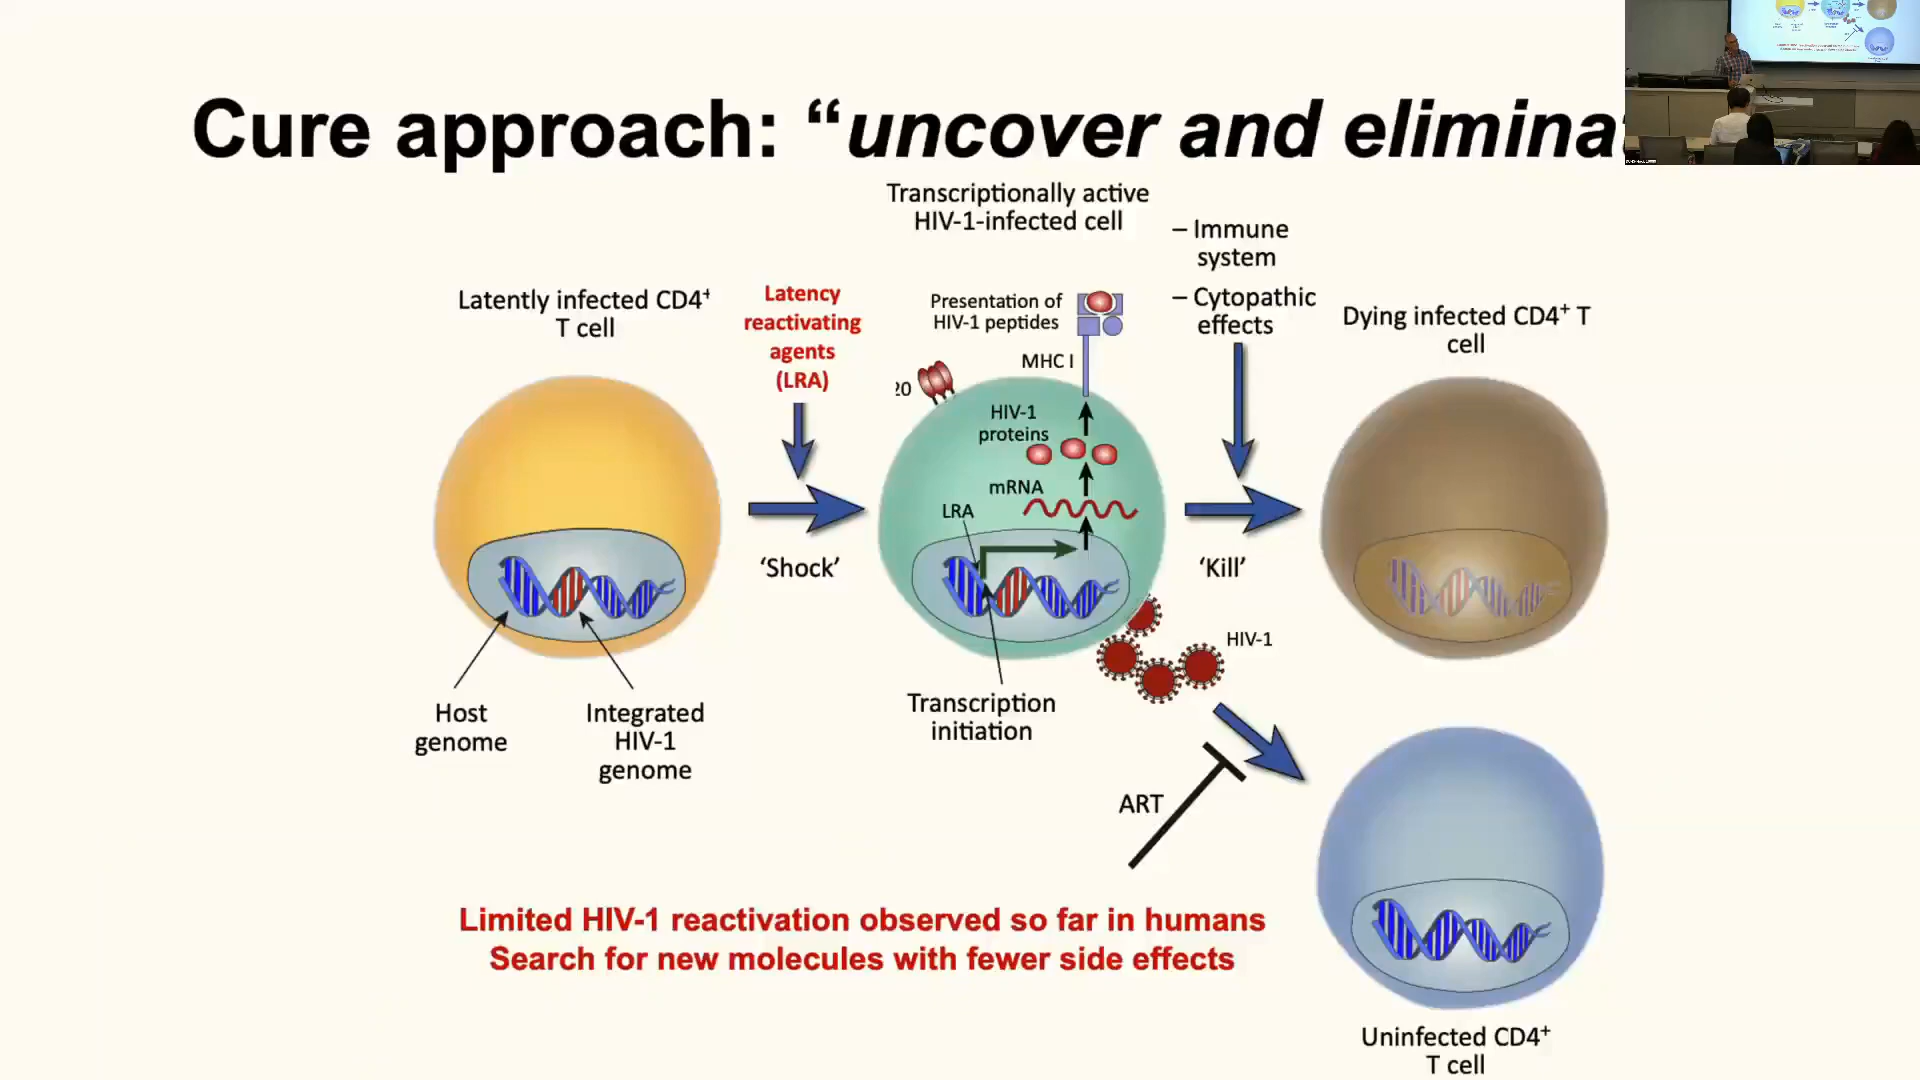 Cure approach: “uncover and elimina
Transcriptionally active
HIV-1-infected cell
– Immune
system
– Cytopathic
effects
Latently infected CD4+
T cell
Latency
reactivating
agents
(LRA)
Presentation of
HIV-1 peptides
MHC I
20
Dying infected CD4+ T
cell
HIV-1
proteins
mRNA
LRA
‘Shock’
‘Kill’
HIV-1
Host
genome
Integrated
HIV-1
genome
Transcription
initiation
ART
Limited HIV-1 reactivation observed so far in humans
Search for new molecules with fewer side effects
Uninfected CD4+
T cell